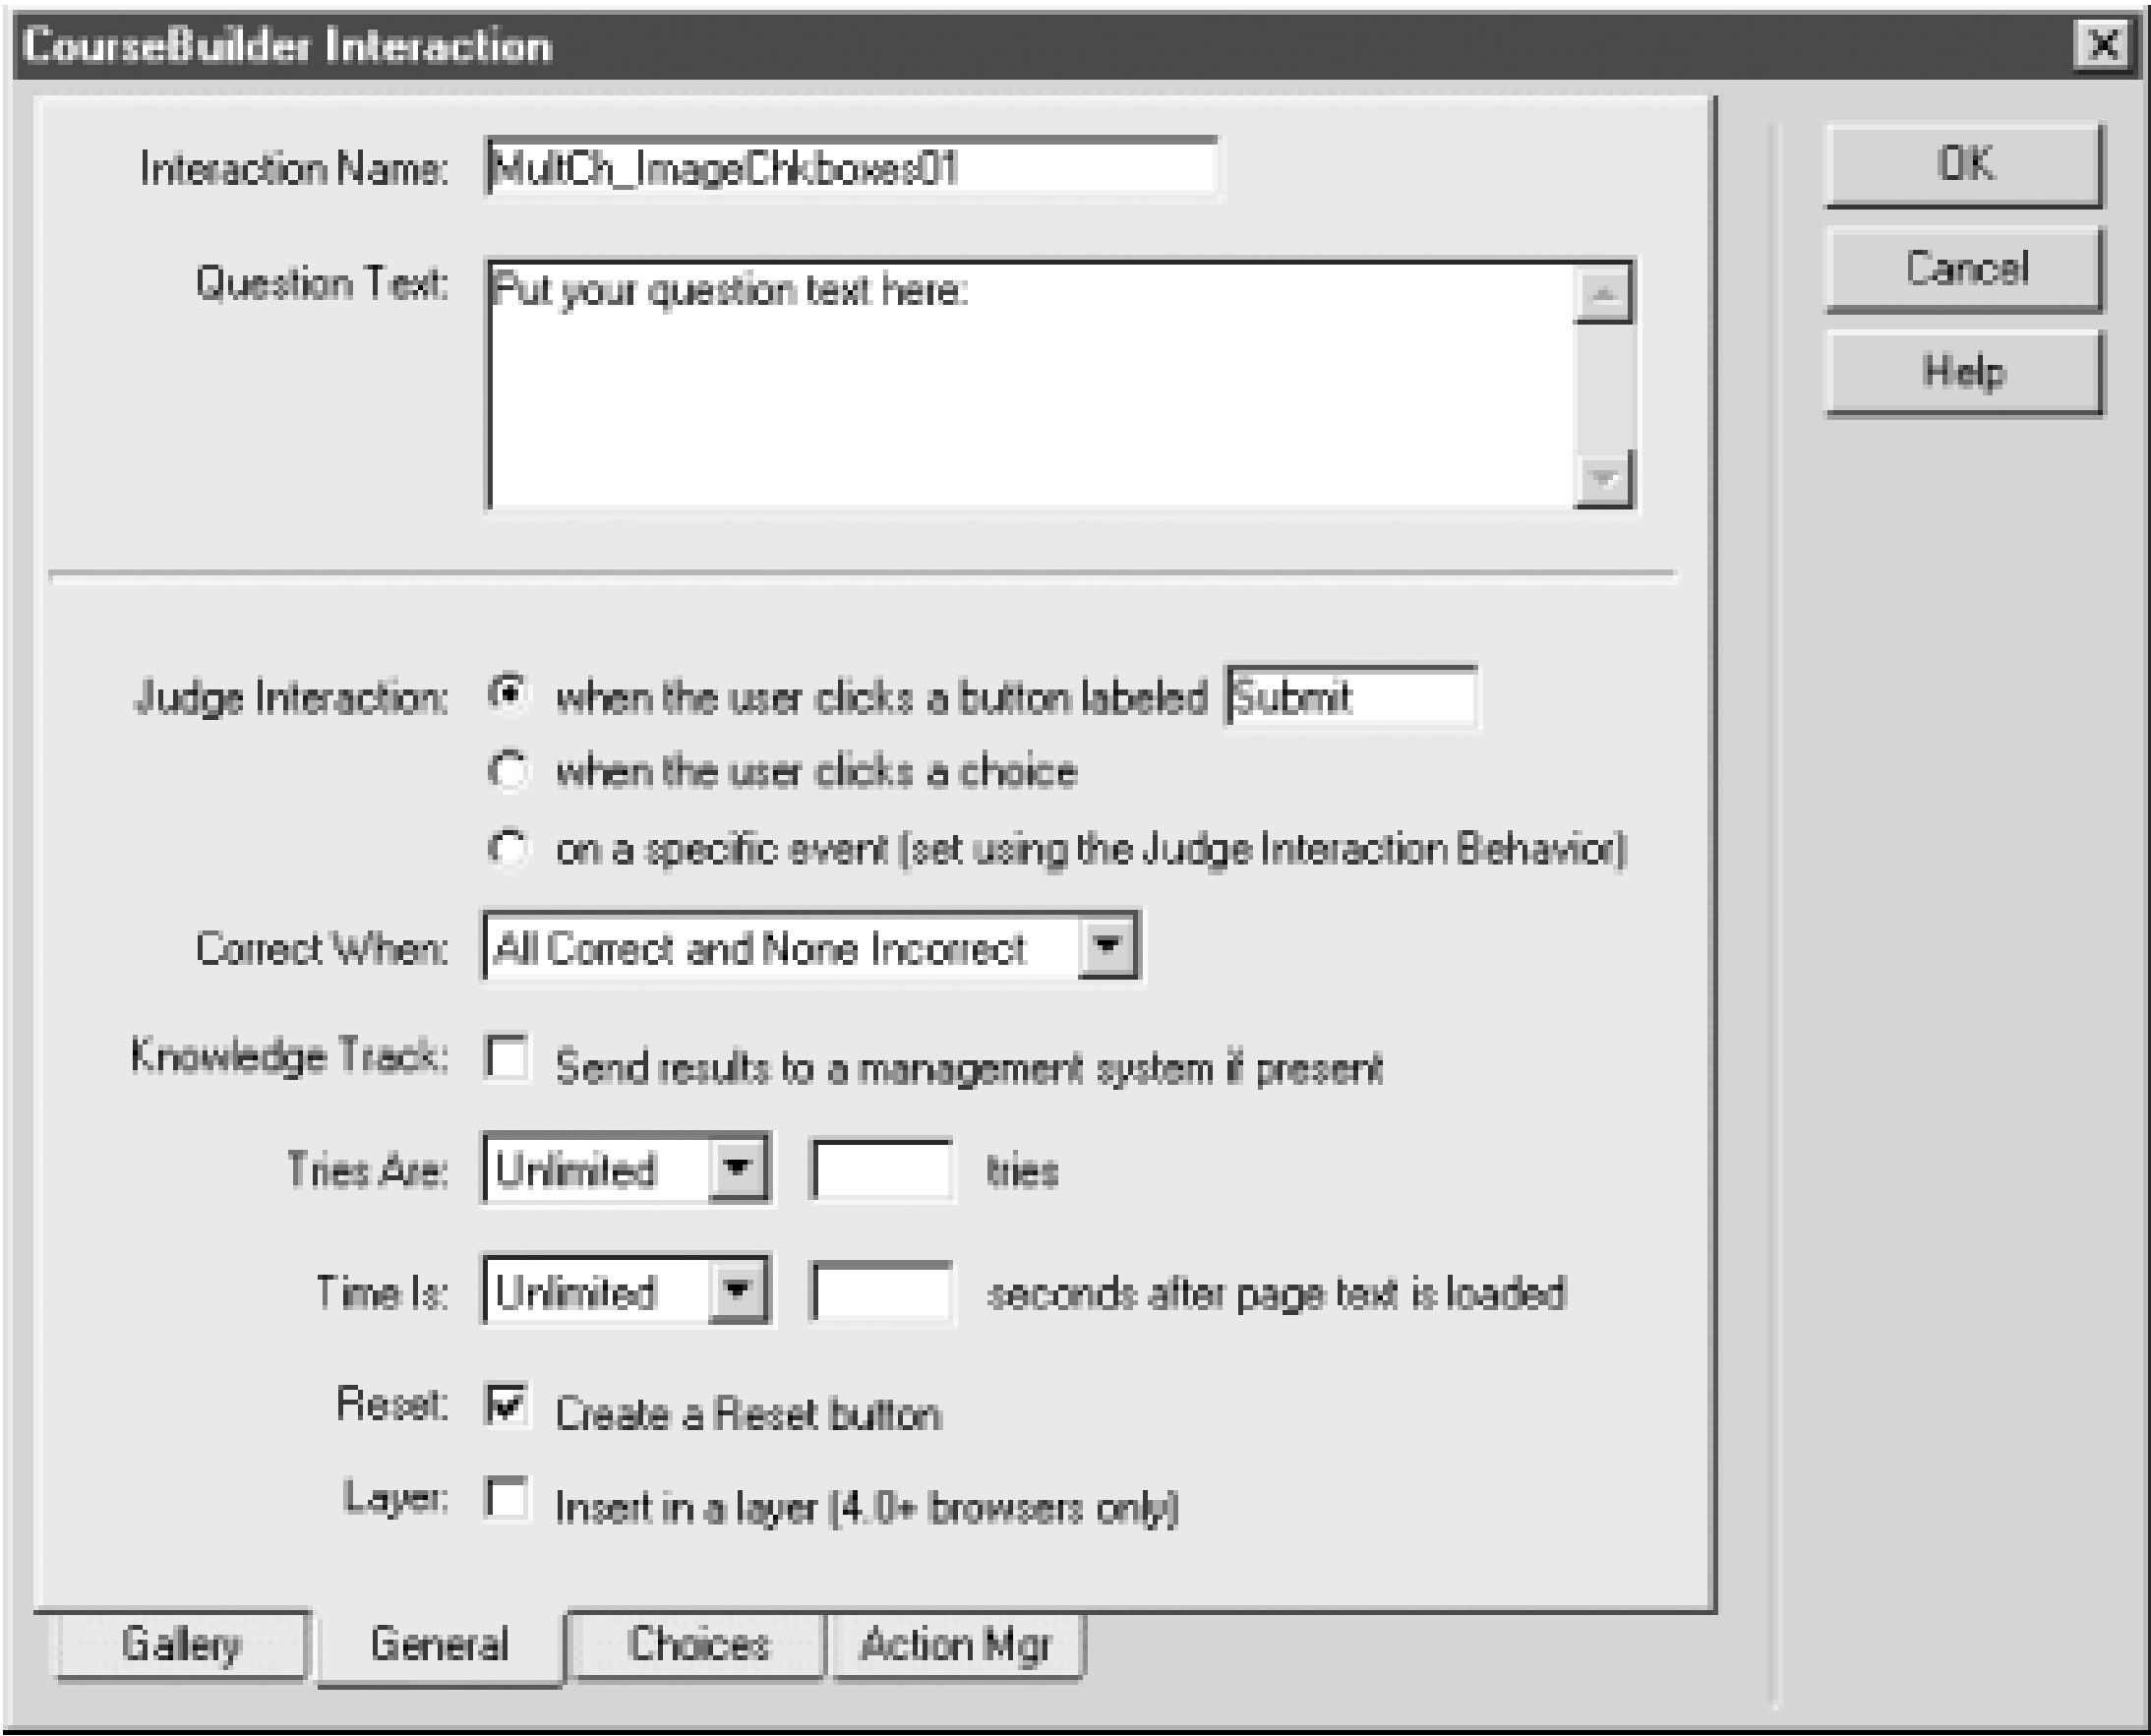 CourseBuilder Interaction
Interaction Name: MultCh_ImageChkboxes01
OK
Question Text: Put your question text here:
Cancel
Help
Judge Interaction: when the user clicks a button labeled Submit
when the user clicks a choice
on a specific event (set using the Judge Interaction Behavior)
Correct When: All Correct and None Incorrect
Knowledge Track: Send results to a management system if present
Tries Are: Unlimited tries
Time Is: Unlimited seconds after page text is loaded
Reset: Create a Reset button
Layer: Insert in a layer (4.0+ browsers only)
Gallery General Choices Action Mgr